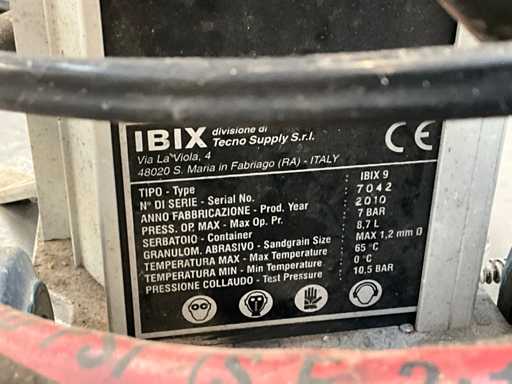 IBIX divisione di
Tecno Supply S.r.l.
Via La Viola, 4
48020 S. Maria in Fabriago (RA) - ITALY
CE
TIPO - Type : IBIX 9
N° DI SERIE - Serial No. : 7042
ANNO FABBRICAZIONE - Prod. Year : 2010
PRESS. OP. MAX - Max Op. Pr. : 7 BAR
SERBATOIO - Container : 8,7 L
GRANULOM. ABRASIVO - Sandgrain Size : MAX 1,2 mm Ø
TEMPERATURA MAX - Max Temperature : 65 °C
TEMPERATURA MIN - Min Temperature : 0 °C
PRESSIONE COLLAUDO - Test Pressure : 10,5 BAR